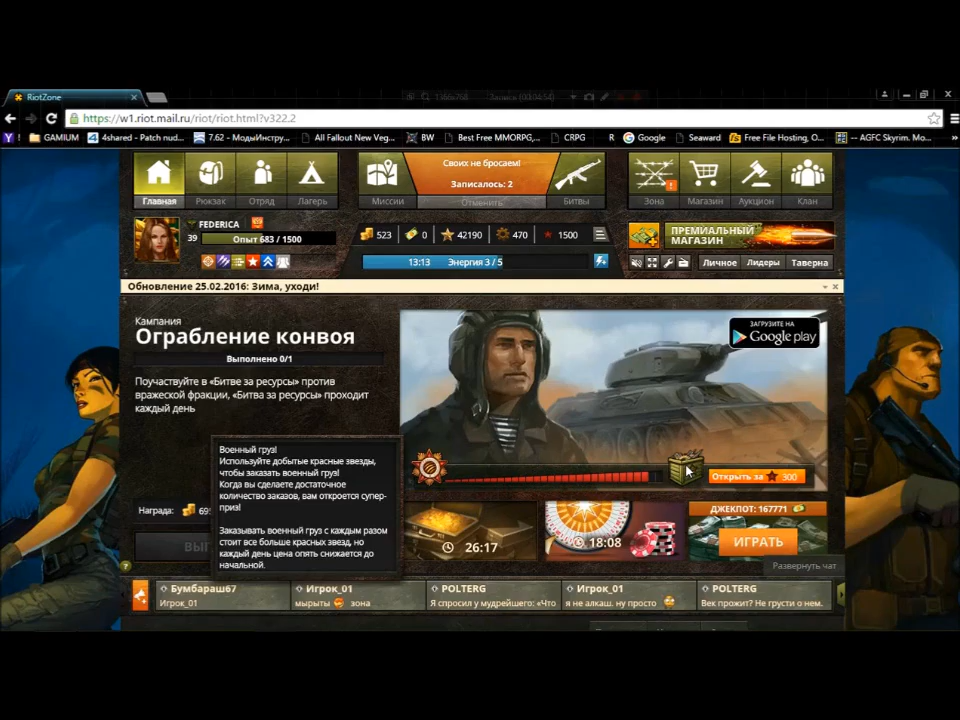 RiotZone
https://w1.riot.mail.ru/riot/riot.html?v322.2
GAMIUM
4shared - Patch nud...
7.62 - МодыИнстру...
All Fallout New Veg...
BW
Best Free MMORPG,...
CRPG
R
Google
Seaward
Free File Hosting, O...
AGFC Skyrim. Mo...
Главная
Рюкзак
Отряд
Лагерь
Миссии
Своих не бросаем!
Записалось: 2
Отменить
Битвы
Зона
Магазин
Аукцион
Клан
FEDERICA
39
Опыт 683 / 1500
523
0
42190
470
1500
13:13 Энергия 3 / 5
ПРЕМИАЛЬНЫЙ
МАГАЗИН
Личное
Лидеры
Таверна
Обновление 25.02.2016: Зима, уходи!
Кампания
Ограбление конвоя
Выполнено 0/1
Поучаствуйте в «Битве за ресурсы» против
вражеской фракции, «Битва за ресурсы» проходит
каждый день
ЗАГРУЗИТЕ НА
Google play
Военный груз!
Используйте добытые красные звезды,
чтобы заказать военный груз!
Когда вы сделаете достаточное
количество заказов, вам откроется супер-
приз!
Заказывать военный груз с каждым разом
стоит все больше красных звезд, но
каждый день цена опять снижается до
начальной.
Открыть за 300
Награда:
26:17
18:08
ДЖЕКПОТ: 167771
ИГРАТЬ
Развернуть чат
Бумбараш67
Игрок_01
Игрок_01
мырыты зона
POLTERG
Я спросил у мудрейшего: «Что
Игрок_01
я не алкаш. ну просто
POLTERG
Век прожит? Не грусти о нем.